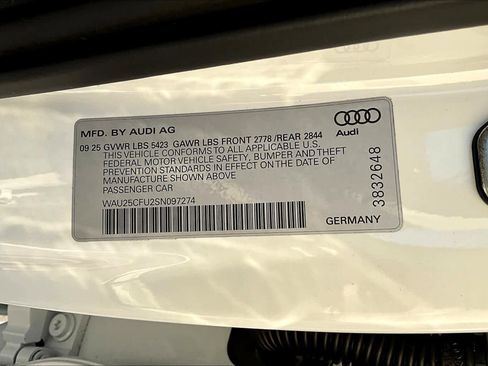 MFD. BY AUDI AG
09 25 GVWR LBS 5423 GAWR LBS FRONT 2778 /REAR 2844
THIS VEHICLE CONFORMS TO ALL APPLICABLE U.S.
FEDERAL MOTOR VEHICLE SAFETY, BUMPER AND THEFT
PREVENTION STANDARDS IN EFFECT ON THE DATE OF
MANUFACTURE SHOWN ABOVE
PASSENGER CAR
WAU25CFU2SN097274
Audi
3832648
GERMANY